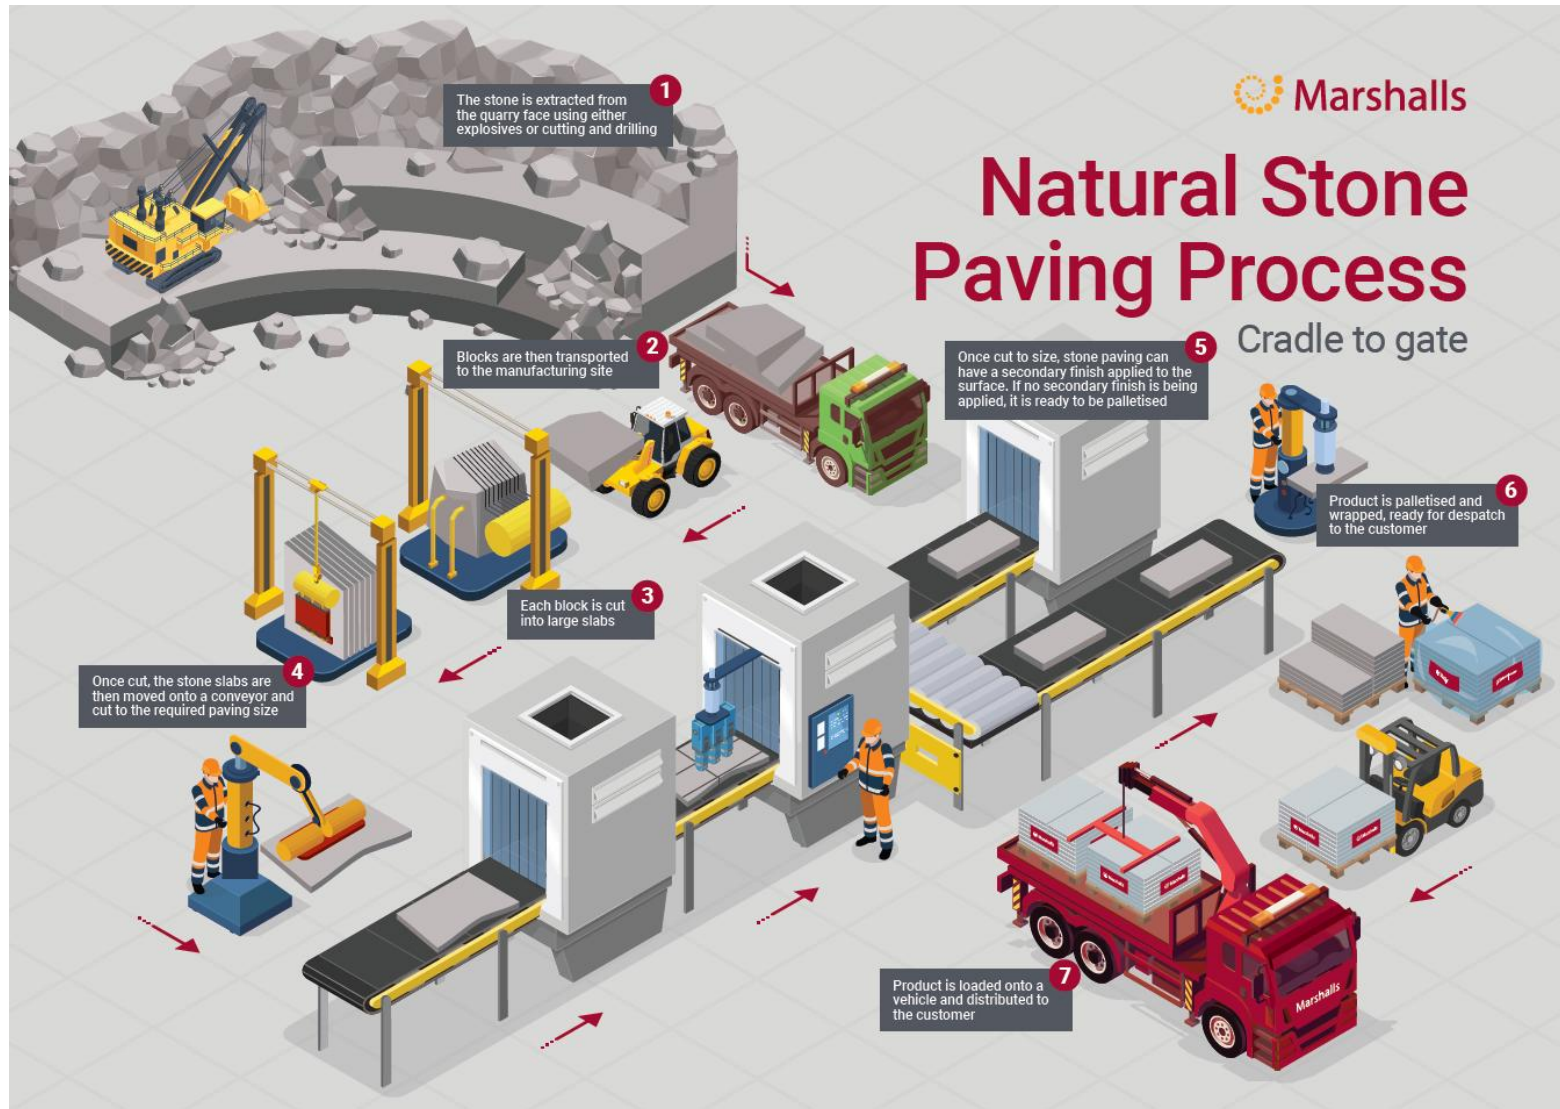 Marshalls
Natural Stone
Paving Process
Cradle to gate
1
The stone is extracted from
the quarry face using either
explosives or cutting and drilling
2
Blocks are then transported
to the manufacturing site
3
Each block is cut
into large slabs
4
Once cut, the stone slabs are
then moved onto a conveyor and
cut to the required paving size
5
Once cut to size, stone paving can
have a secondary finish applied to the
surface. If no secondary finish is being
applied, it is ready to be palletised
6
Product is palletised and
wrapped, ready for despatch
to the customer
7
Product is loaded onto a
vehicle and distributed to
the customer
Marshalls
Marshalls
Marshalls
Marshalls
Marshalls
Marshalls